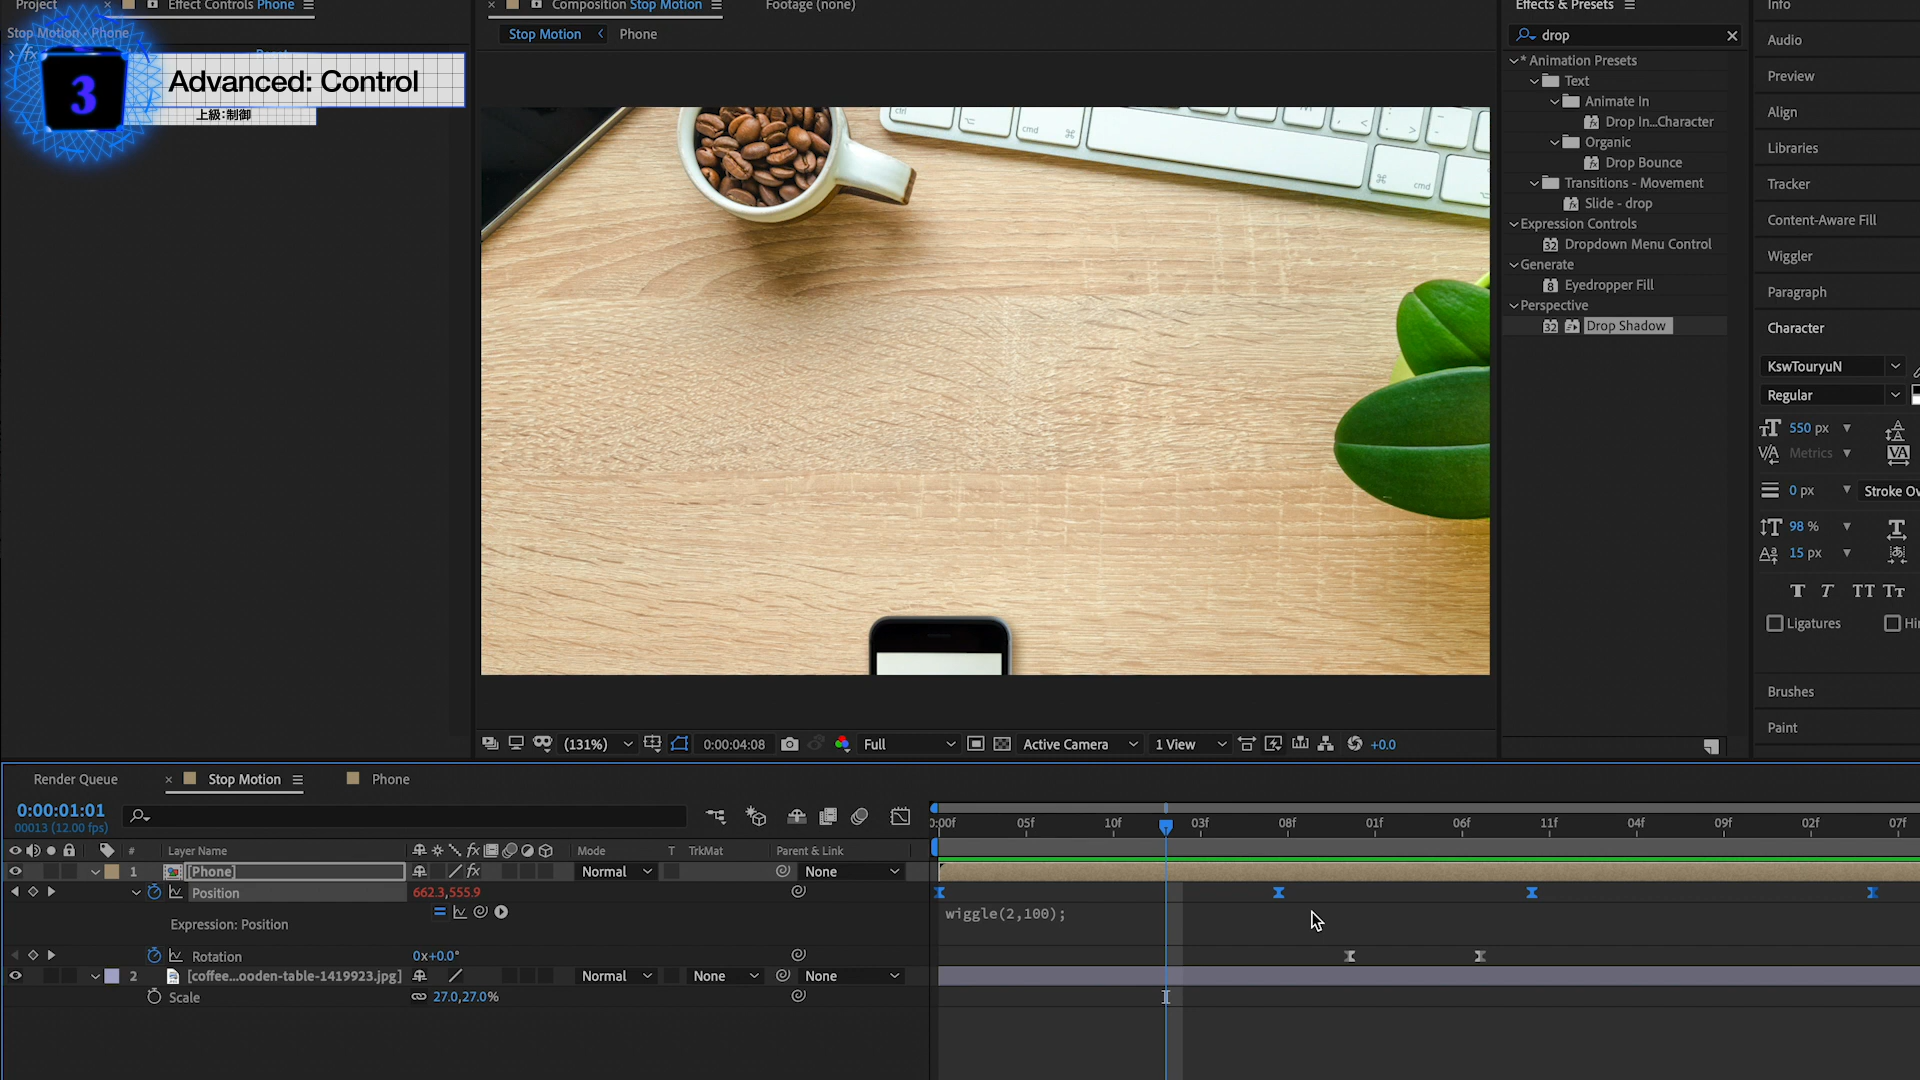 Project
Effect Controls Phone
Composition Stop Motion
Footage (none)
Effects & Presets
Info
Stop Motion • Phone
Stop Motion
Phone
drop
3
Advanced: Control
上級:制御
* Animation Presets
Text
Animate In
Drop In...Character
Organic
Drop Bounce
Transitions - Movement
Slide - drop
Expression Controls
Dropdown Menu Control
Generate
Eyedropper Fill
Perspective
Drop Shadow
Audio
Preview
Align
Libraries
Tracker
Content-Aware Fill
Wiggler
Paragraph
Character
KswTouryuN
Regular
550 px
Metrics
0 px
Stroke Ov
98 %
15 px
Ligatures
Hin
Brushes
Paint
ctrl
cmd
cmd
(131%)
0:00:04:08
Full
Active Camera
1 View
+0.0
Render Queue
Stop Motion
Phone
0:00:01:01
00013 (12.00 fps)
0:00f 05f 10f 03f 08f 01f 06f 11f 04f 09f 02f 07f
# Layer Name Mode T TrkMat Parent & Link
1 [Phone] Normal None
Position 662.3,555.9
Expression: Position wiggle(2,100);
Rotation 0x+0.0°
2 [coffee...ooden-table-1419923.jpg] Normal None None
Scale 27.0,27.0%